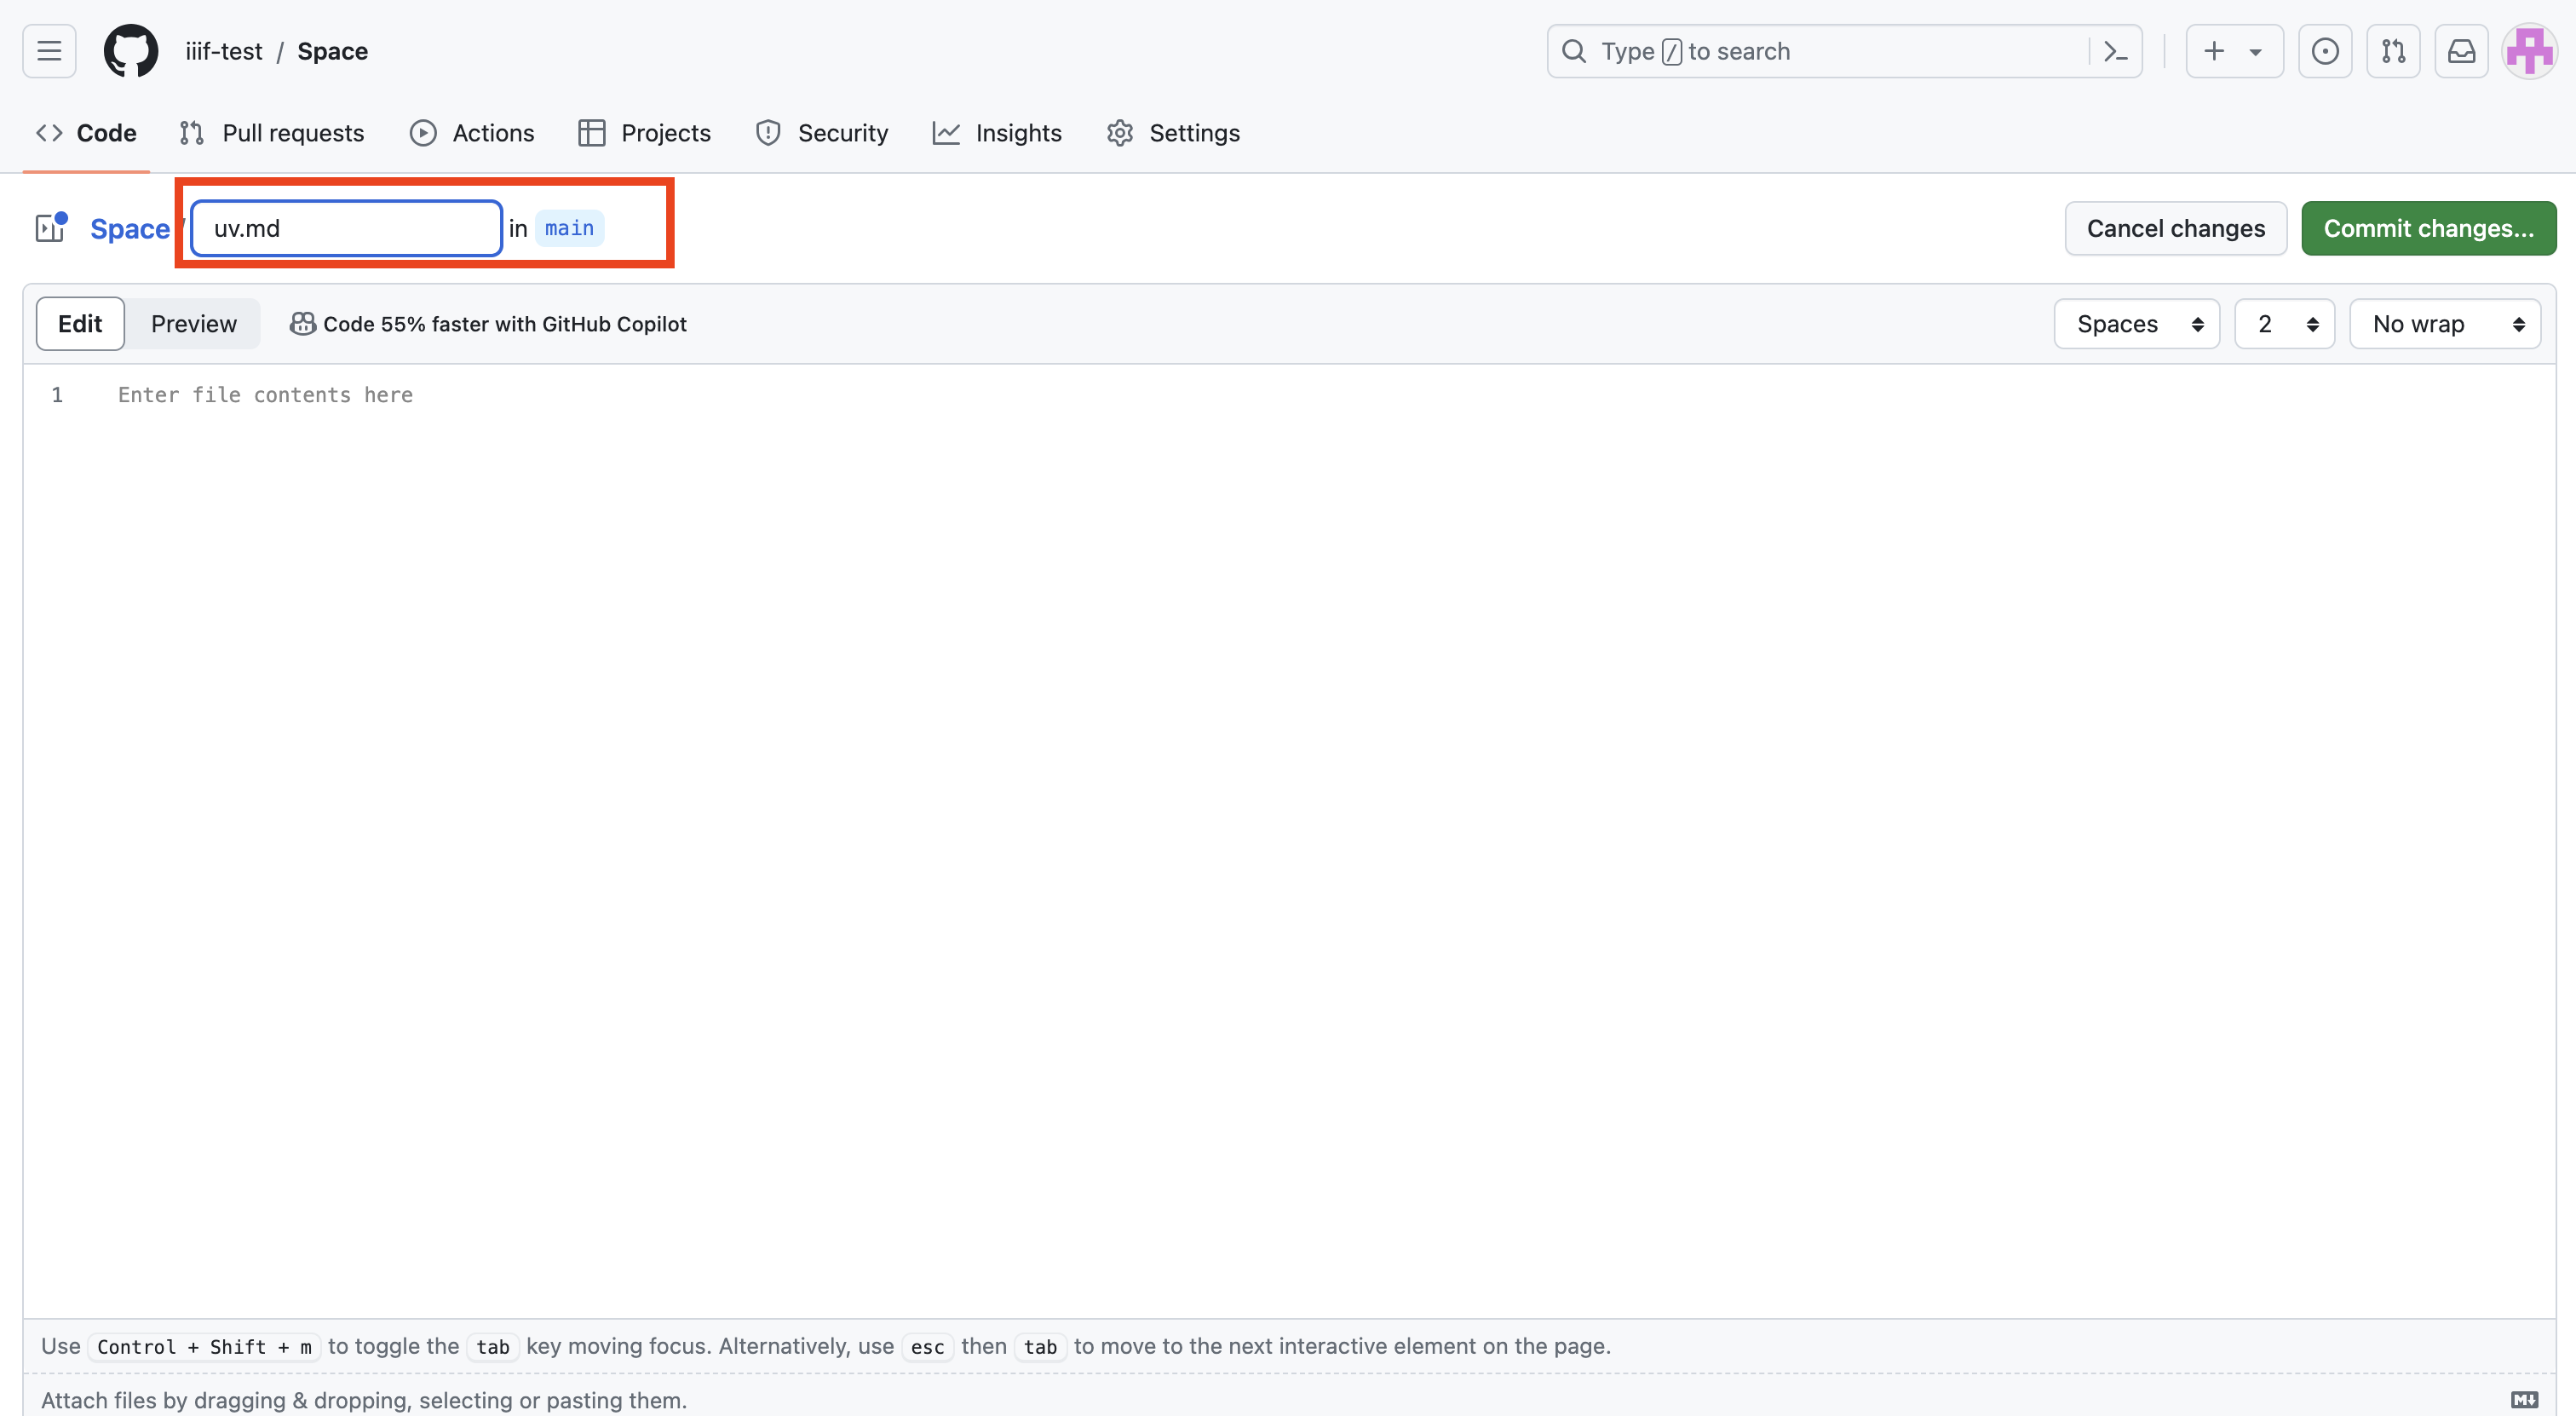 iiif-test / Space
Type / to search
Code Pull requests Actions Projects Security Insights Settings
Space / uv.md in main
Cancel changes Commit changes...
Edit Preview Code 55% faster with GitHub Copilot
Spaces 2 No wrap
1 Enter file contents here
Use Control + Shift + m to toggle the tab key moving focus. Alternatively, use esc then tab to move to the next interactive element on the page.
Attach files by dragging & dropping, selecting or pasting them.